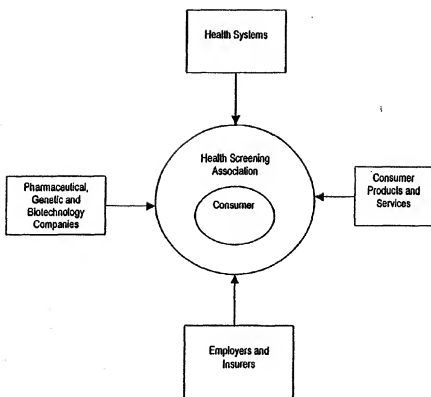 Health Systems
Health Screening
Association
Consumer
Pharmaceutical,
Genetic and
Biotechnology
Companies
Consumer
Products and
Services
Employers and
Insurers